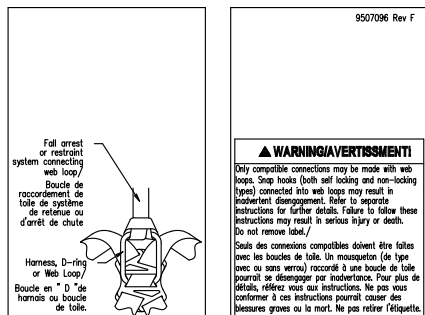 9507096 Rev F
Fall arrest
or restraint
system connecting
web loop/
Boucle de
raccordement de
toile de système
de retenue ou
d'arrêt de chute
Harness, D-ring
or Web Loop/
Boucle en " D "de
harnais ou boucle
de toile.
WARNING/AVERTISSMENT!
Only compatible connections may be made with web
loops. Snap hooks (both self locking and non-locking
types) connected into web loops may result in
inadvertent disengagement. Refer to separate
instructions for further details. Failure to follow these
instructions may result in serious injury or death.
Do not remove label./
Seuls des connexions compatibles doivent être faites
avec les boucles de toile. Un mousqueton (de type
avec ou sans verrou) raccordé à une boucle de toile
pourrait se désengager par inadvertance. Pour plus de
détails, référez vous aux instructions. Ne pas vous
conformer à ces instructions pourrait causer des
blessures graves ou la mort. Ne pas retirer l'étiquette.